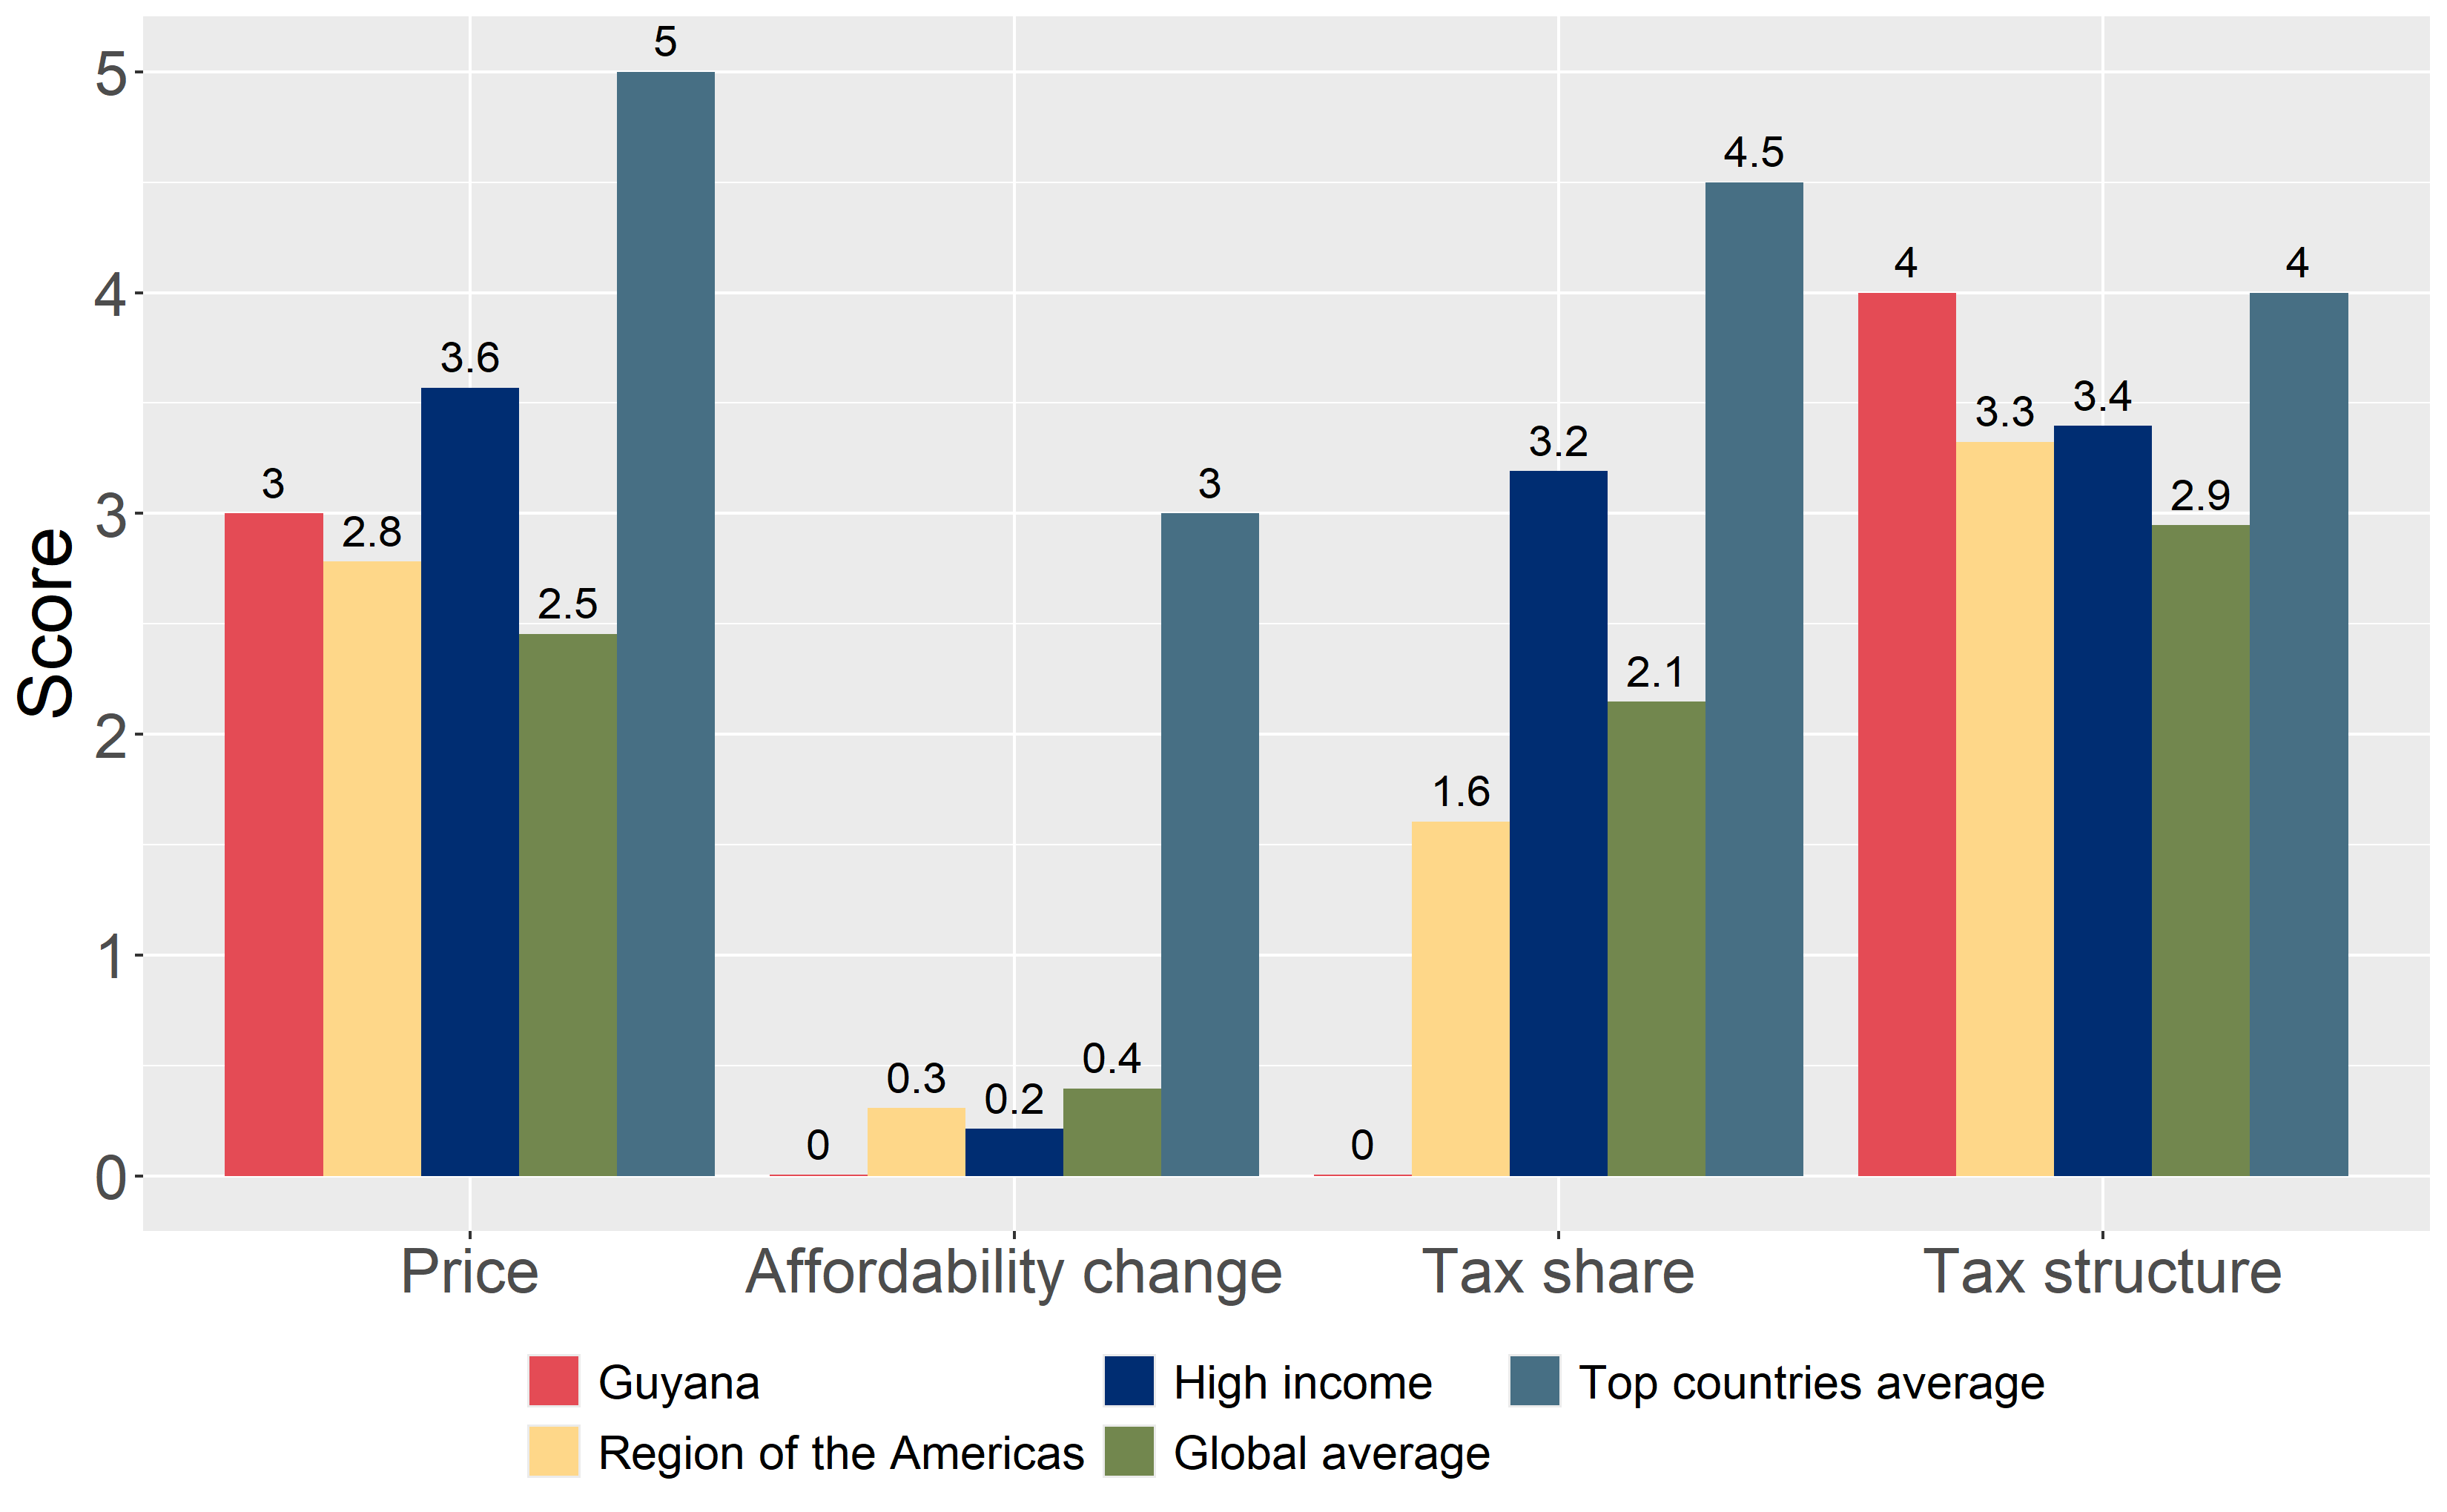 Score
5
4
3
2
1
0
3
2.8
3.6
2.5
5
0
0.3
0.2
0.4
3
0
1.6
3.2
2.1
4.5
4
3.3
3.4
2.9
4
Price
Affordability change
Tax share
Tax structure
Guyana
High income
Top countries average
Region of the Americas
Global average